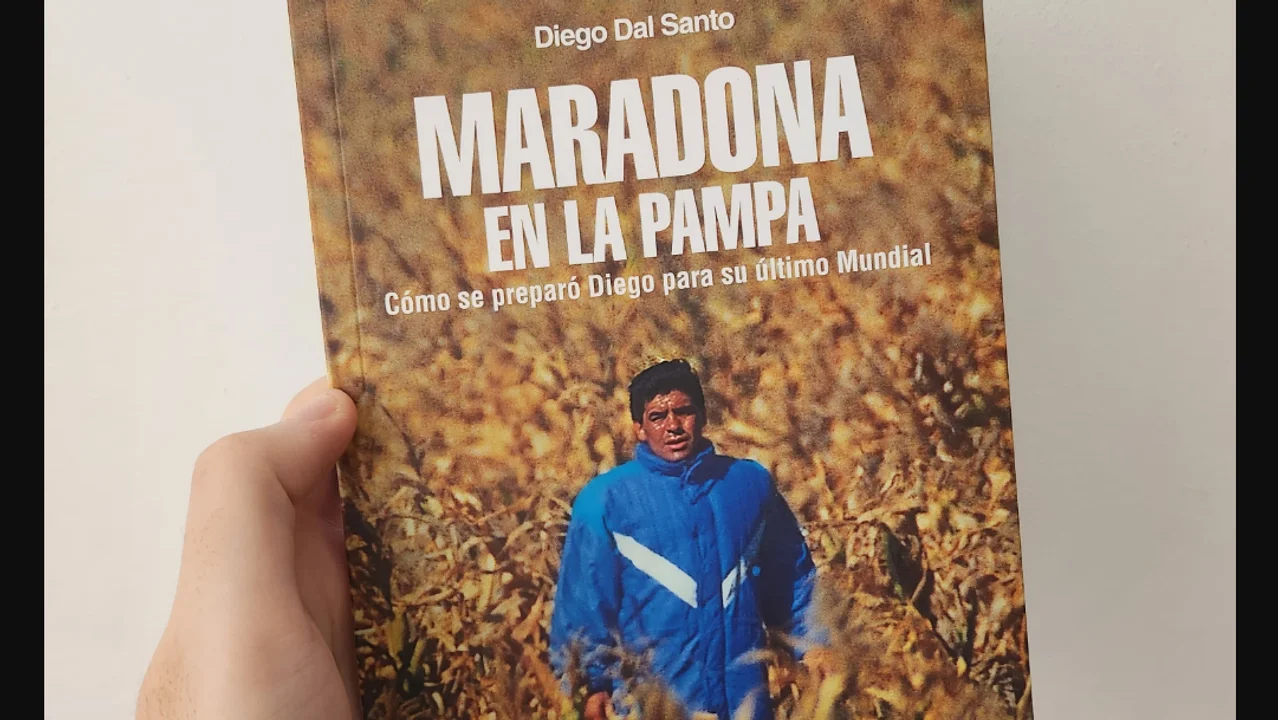 Diego Dal Santo
MARADONA
EN LA PAMPA
Cómo se preparó Diego para su último Mundial